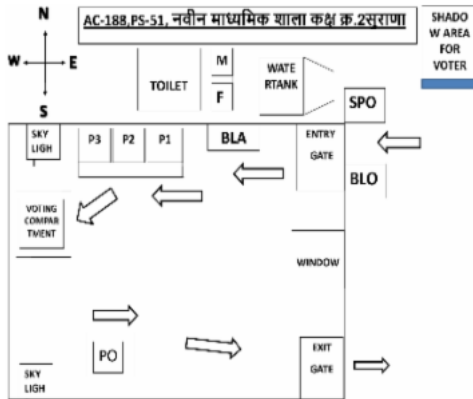 AC-188,PS-51, नवीन माध्यमिक शाला कक्ष क्र.2सुराणा
SHADO
W AREA
FOR
VOTER
N
W E
S
TOILET
M
F
WATE
RTANK
SPO
SKY
LIGH
P3 P2 P1
BLA
ENTRY
GATE
BLO
VOTING
COMPAR
TMENT
WINDOW
PO
SKY
LIGH
EXIT
GATE